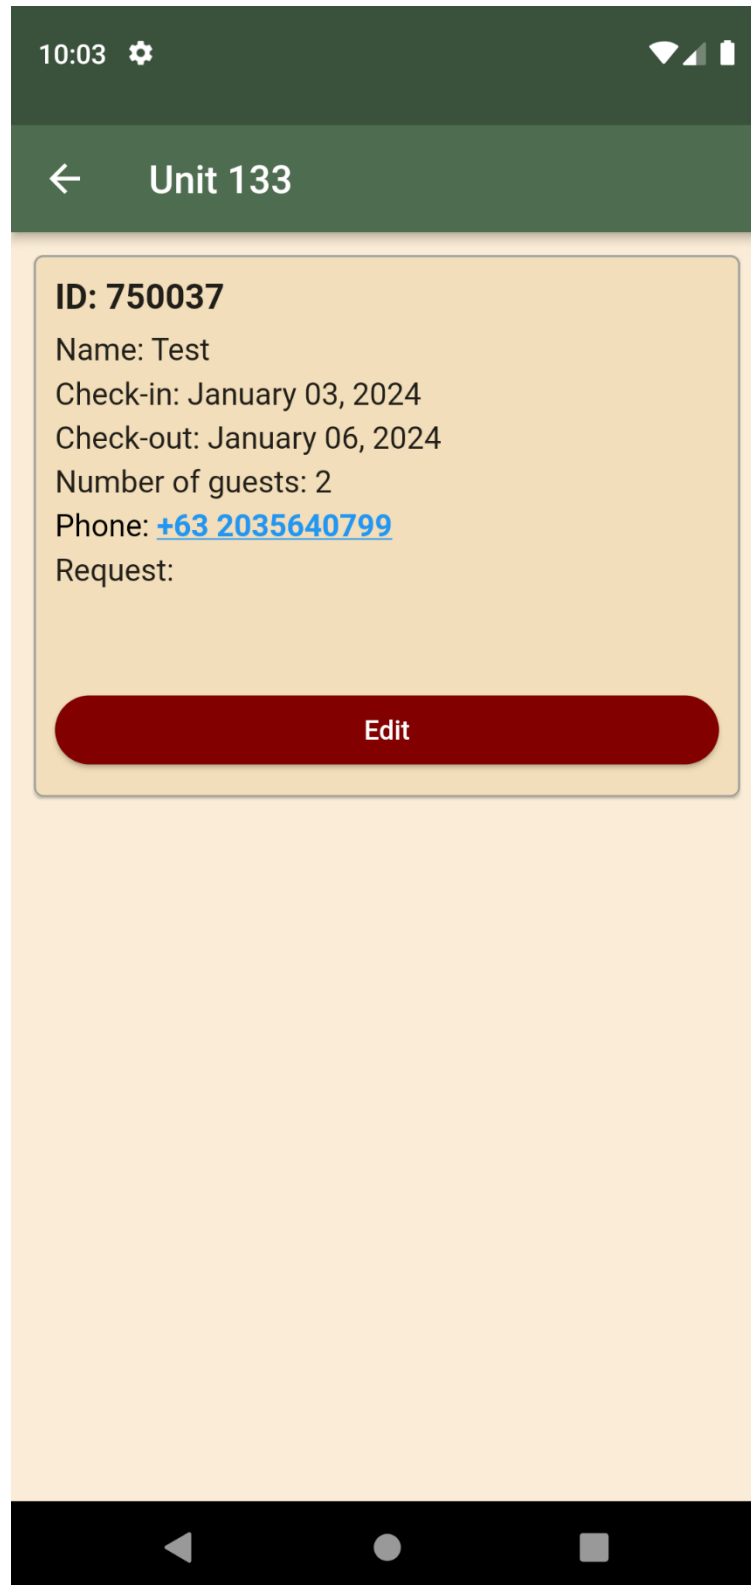 10:03
Unit 133
ID: 750037
Name: Test
Check-in: January 03, 2024
Check-out: January 06, 2024
Number of guests: 2
Phone: +63 2035640799
Request:
Edit